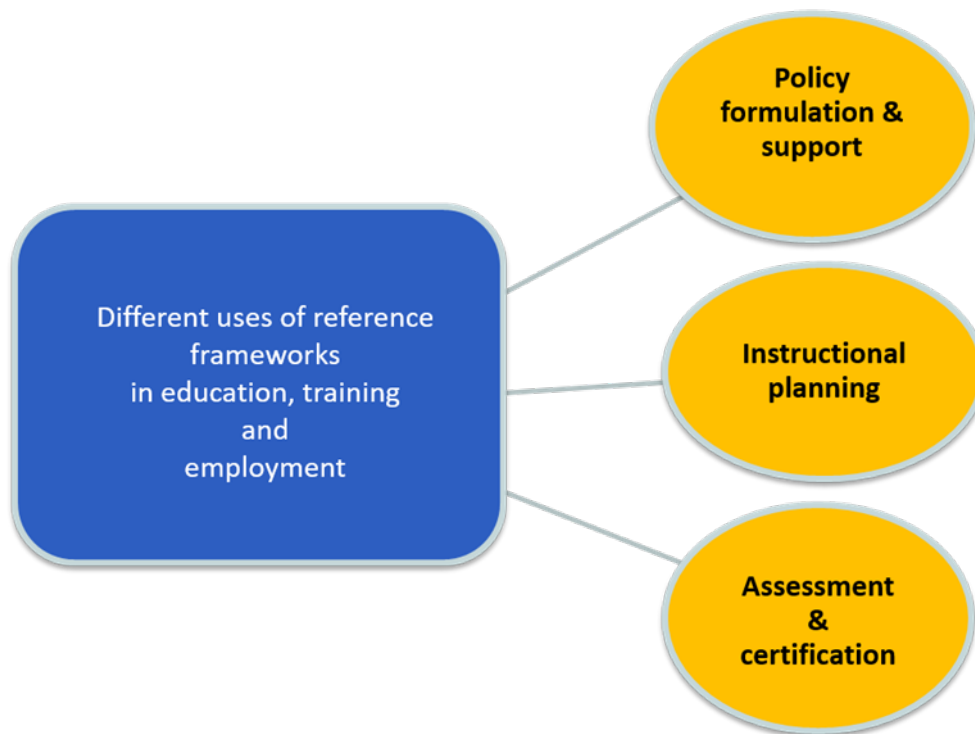 Policy
formulation &
support
Different uses of reference
frameworks
in education, training
and
employment
Instructional
planning
Assessment
&
certification